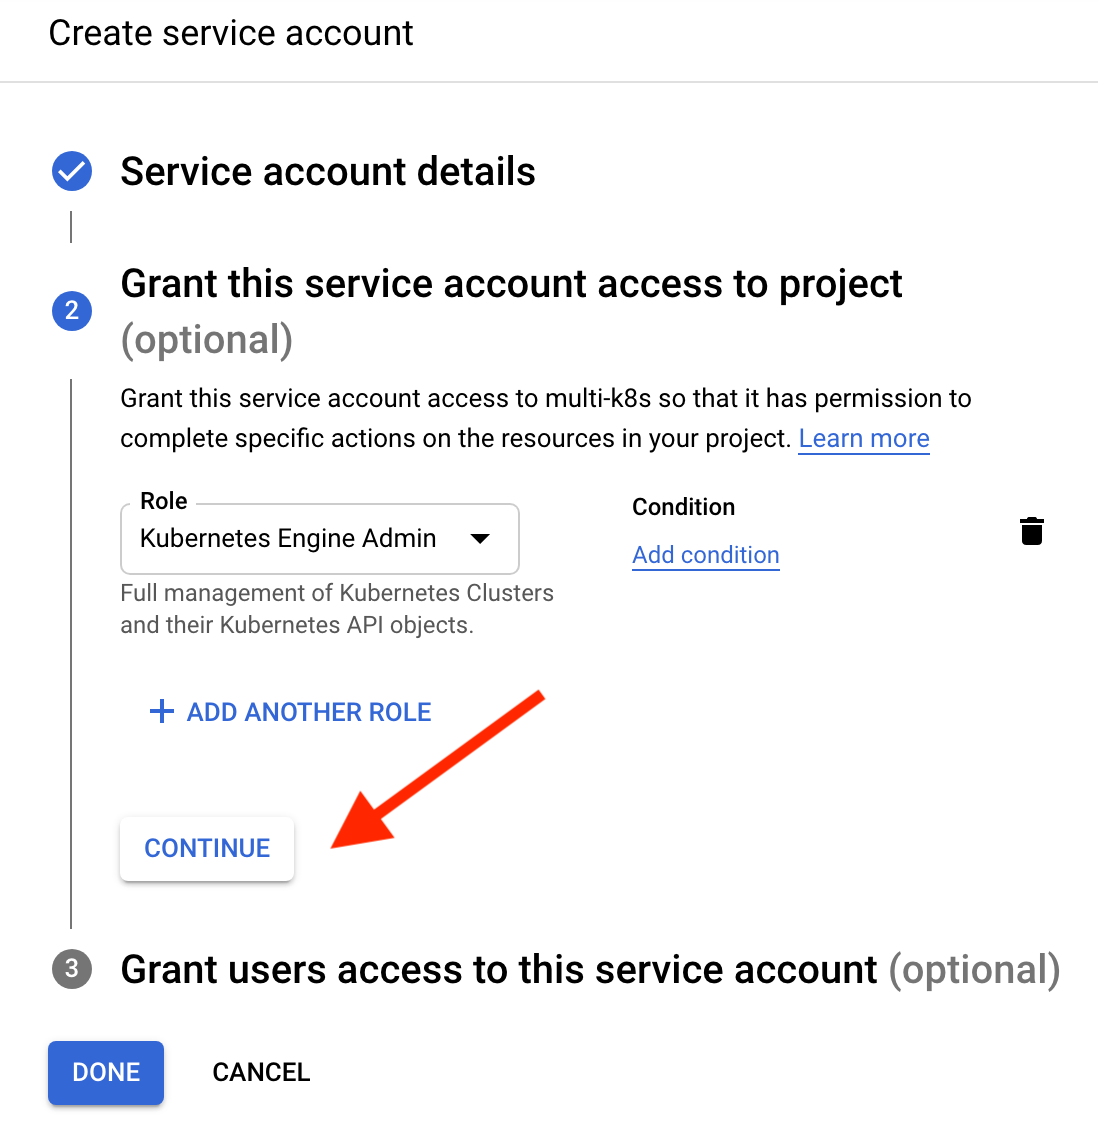 Create service account
Service account details
2
Grant this service account access to project
(optional)
Grant this service account access to multi-k8s so that it has permission to
complete specific actions on the resources in your project. Learn more
Role
Kubernetes Engine Admin
Full management of Kubernetes Clusters
and their Kubernetes API objects.
Condition
Add condition
+ ADD ANOTHER ROLE
CONTINUE
3
Grant users access to this service account (optional)
DONE
CANCEL